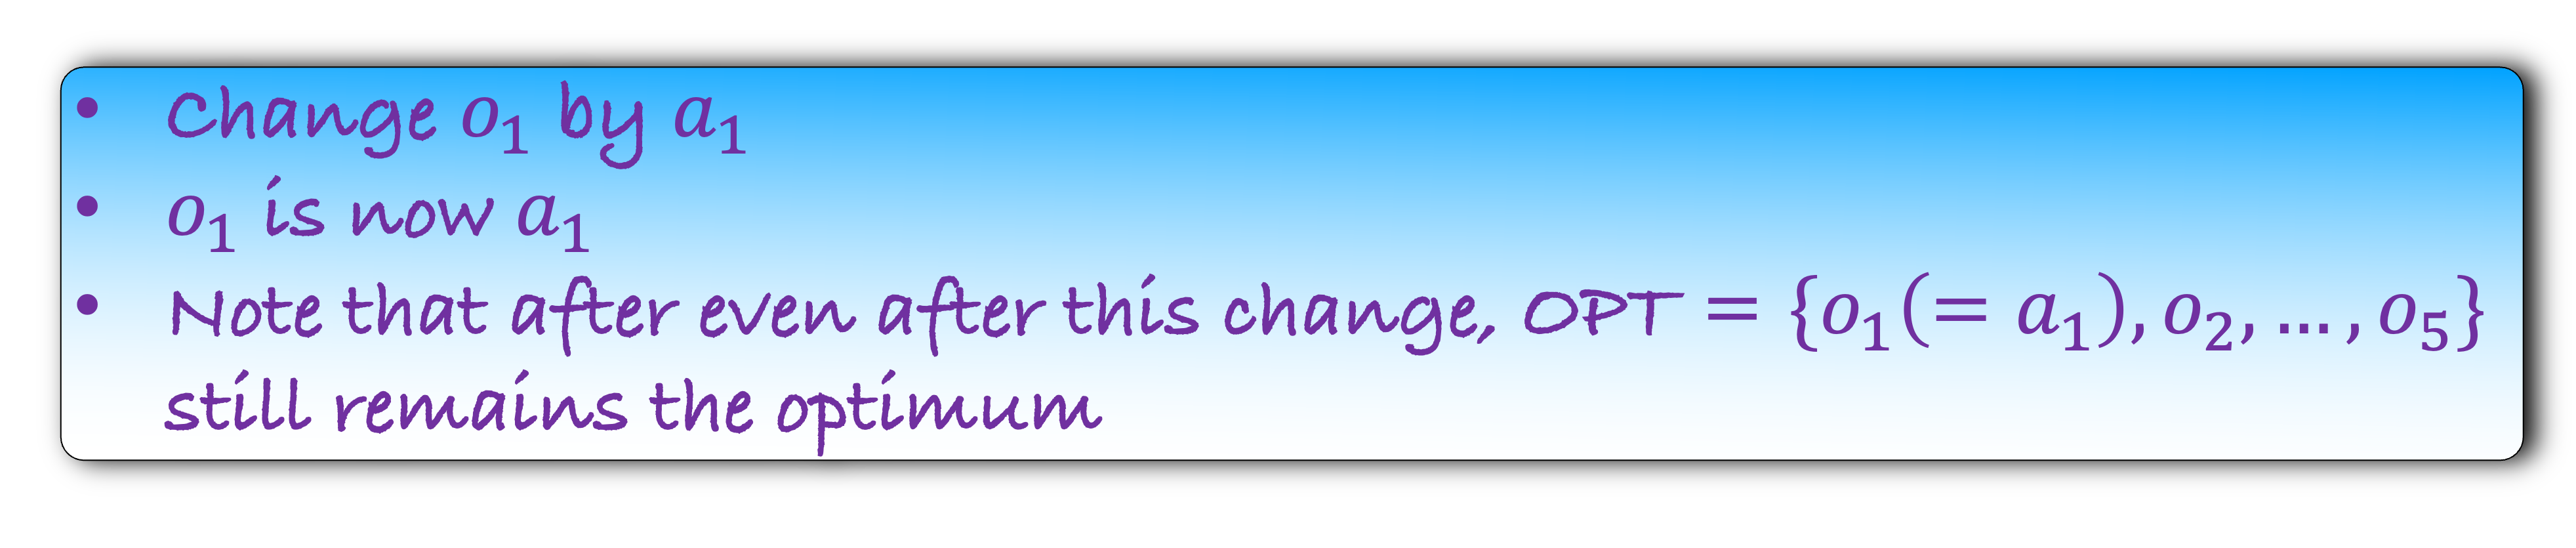 • Change o₁ by a₁
• o₁ is now a₁
• Note that after even after this change, OPT = {o₁(= a₁), o₂, … , o₅}
still remains the optimum